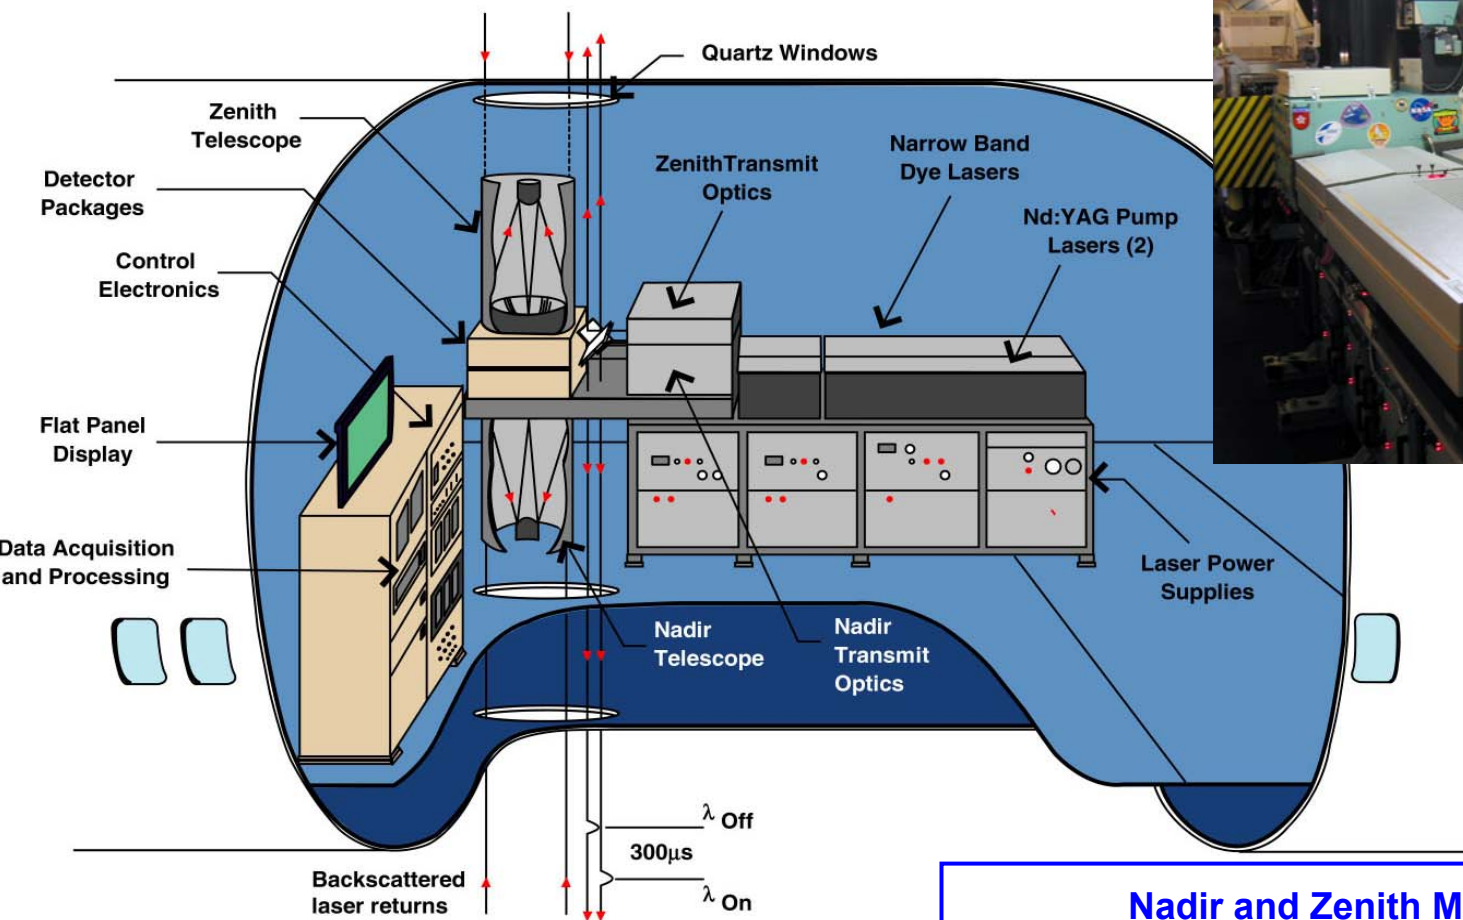 Quartz Windows
Zenith
Telescope
ZenithTransmit
Optics
Narrow Band
Dye Lasers
Detector
Packages
Nd:YAG Pump
Lasers (2)
Control
Electronics
Flat Panel
Display
Data Acquisition
and Processing
Laser Power
Supplies
Nadir
Telescope
Nadir
Transmit
Optics
λ Off
300μs
λ On
Backscattered
laser returns
Nadir and Zenith M